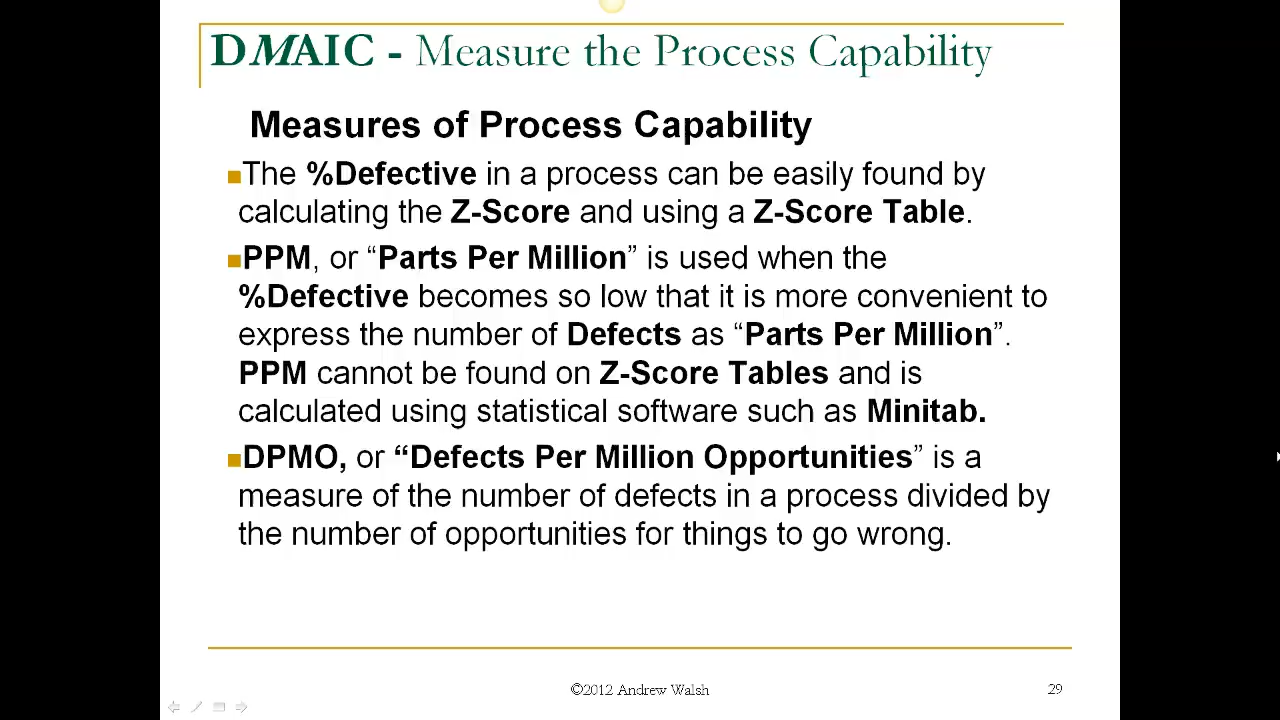 DMAIC - Measure the Process Capability
Measures of Process Capability
The %Defective in a process can be easily found by
calculating the Z-Score and using a Z-Score Table.
PPM, or “Parts Per Million” is used when the
%Defective becomes so low that it is more convenient to
express the number of Defects as “Parts Per Million”.
PPM cannot be found on Z-Score Tables and is
calculated using statistical software such as Minitab.
DPMO, or “Defects Per Million Opportunities” is a
measure of the number of defects in a process divided by
the number of opportunities for things to go wrong.
©2012 Andrew Walsh
29